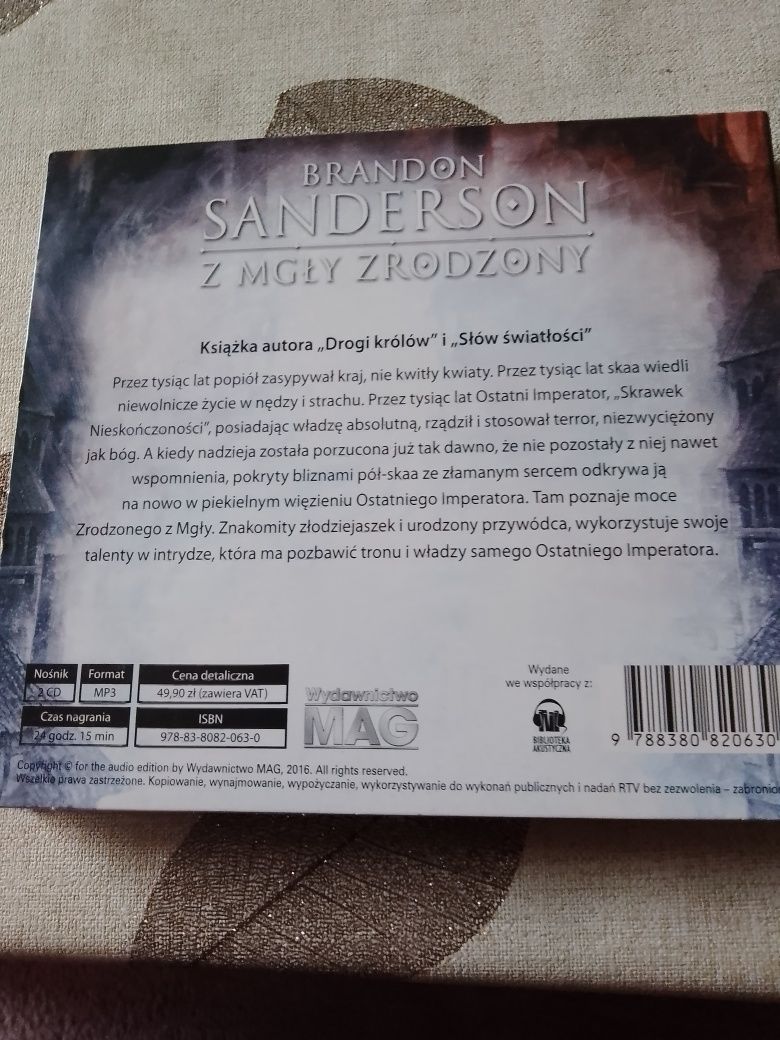 BRANDON
SANDERSON
Z MGŁY ZRODZONY
Książka autora „Drogi królów” i „Słów światłości”
Przez tysiąc lat popiół zasypywał kraj, nie kwitły kwiaty. Przez tysiąc lat skaa wiedli
niewolnicze życie w nędzy i strachu. Przez tysiąc lat Ostatni Imperator, „Skrawek
Nieskończoności”, posiadając władzę absolutną, rządził i stosował terror, niezwyciężony
jak bóg. A kiedy nadzieja została porzucona już tak dawno, że nie pozostały z niej nawet
wspomnienia, pokryty bliznami pół-skaa ze złamanym sercem odkrywa ją
na nowo w piekielnym więzieniu Ostatniego Imperatora. Tam poznaje moce
Zrodzonego z Mgły. Znakomity złodziejaszek i urodzony przywódca, wykorzystuje swoje
talenty w intrydze, która ma pozbawić tronu i władzy samego Ostatniego Imperatora.
Nośnik
2 CD
Format
MP3
Cena detaliczna
49,90 zł (zawiera VAT)
Czas nagrania
24 godz. 15 min
ISBN
978-83-8082-063-0
Wydawnictwo
MAG
Wydane
we współpracy z:
BIBLIOTEKA
AKUSTYCZNA
9 788380 820630
Copyright © for the audio edition by Wydawnictwo MAG, 2016. All rights reserved.
Wszelkie prawa zastrzeżone. Kopiowanie, wynajmowanie, wypożyczanie, wykorzystywanie do wykonań publicznych i nadań RTV bez zezwolenia – zabronio